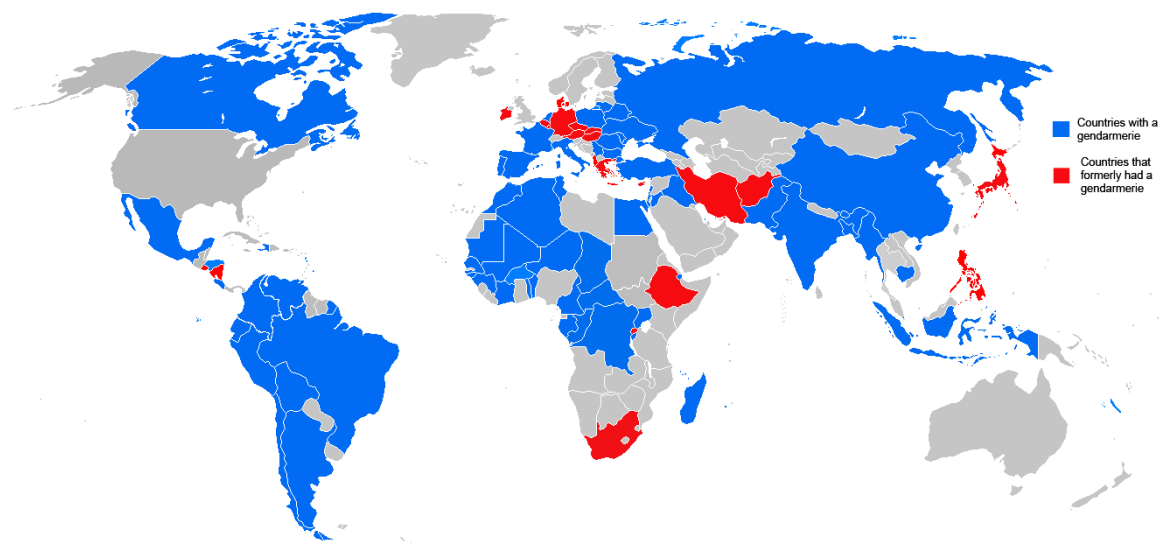 Countries with a
gendarmerie
Countries that
formerly had a
gendarmerie